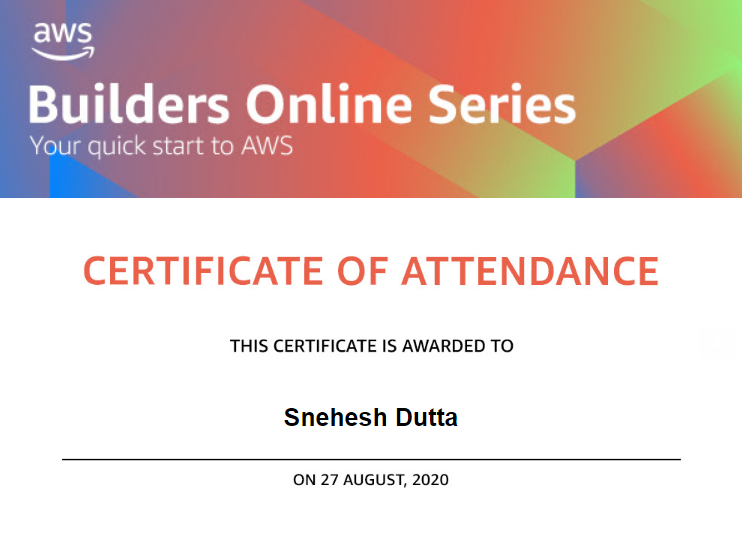 aws
Builders Online Series
Your quick start to AWS
CERTIFICATE OF ATTENDANCE
THIS CERTIFICATE IS AWARDED TO
Snehesh Dutta
ON 27 AUGUST, 2020